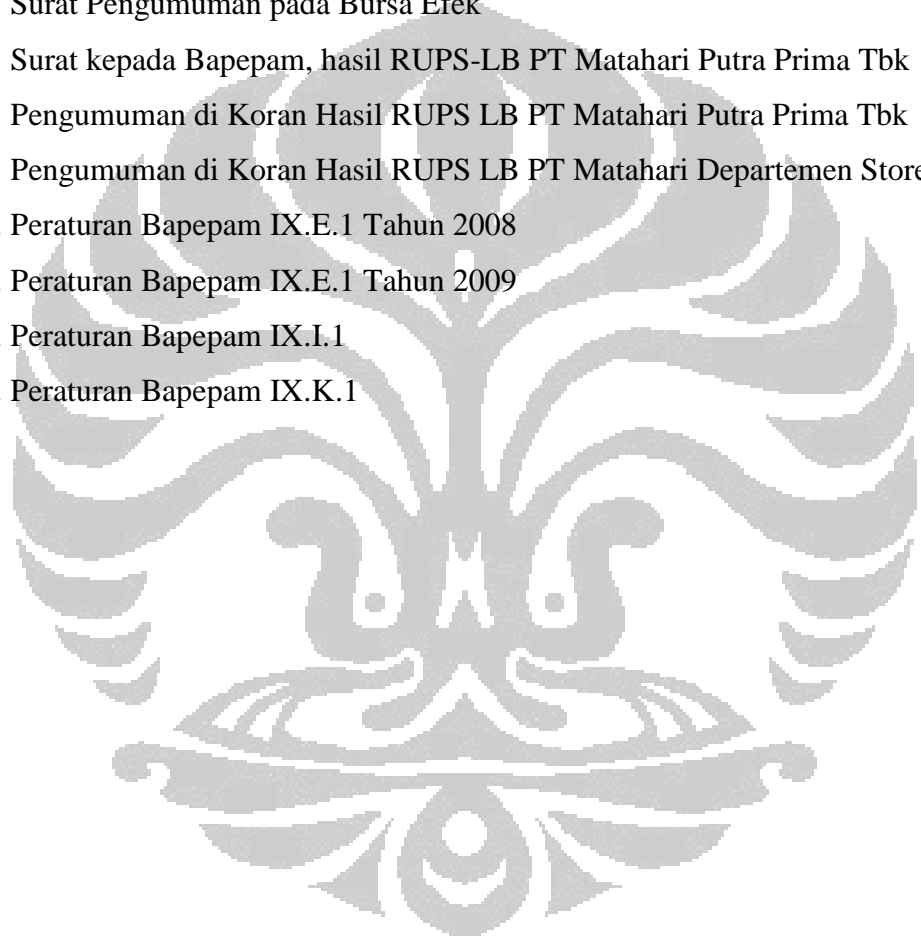 Surat Pengumuman pada Bursa Efek
Surat kepada Bapepam, hasil RUPS-LB PT Matahari Putra Prima Tbk
Pengumuman di Koran Hasil RUPS LB PT Matahari Putra Prima Tbk
Pengumuman di Koran Hasil RUPS LB PT Matahari Departemen Store
. Peraturan Bapepam IX.E.1 Tahun 2008
. Peraturan Bapepam IX.E.1 Tahun 2009
. Peraturan Bapepam IX.I.1
. Peraturan Bapepam IX.K.1